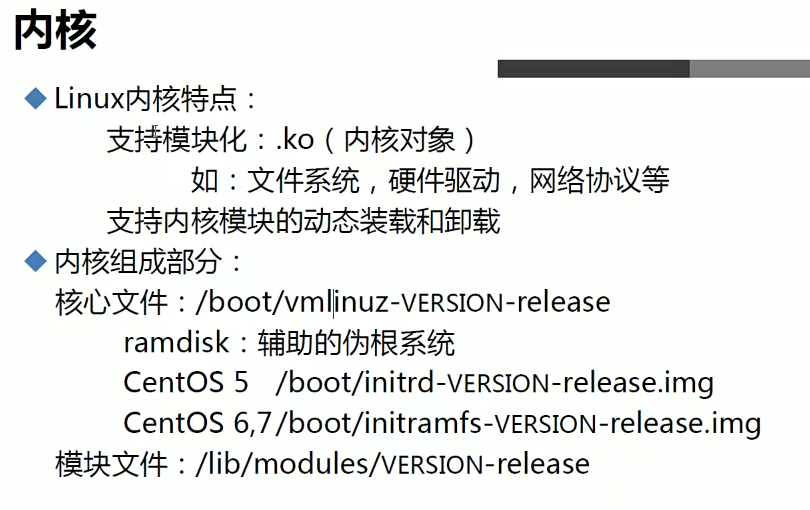 内核
Linux内核特点：
支持模块化：.ko（内核对象）
如：文件系统，硬件驱动，网络协议等
支持内核模块的动态装载和卸载
内核组成部分：
核心文件：/boot/vmlinuz-VERSION-release
ramdisk：辅助的伪根系统
CentOS 5 /boot/initrd-VERSION-release.img
CentOS 6,7 /boot/initramfs-VERSION-release.img
模块文件：/lib/modules/VERSION-release